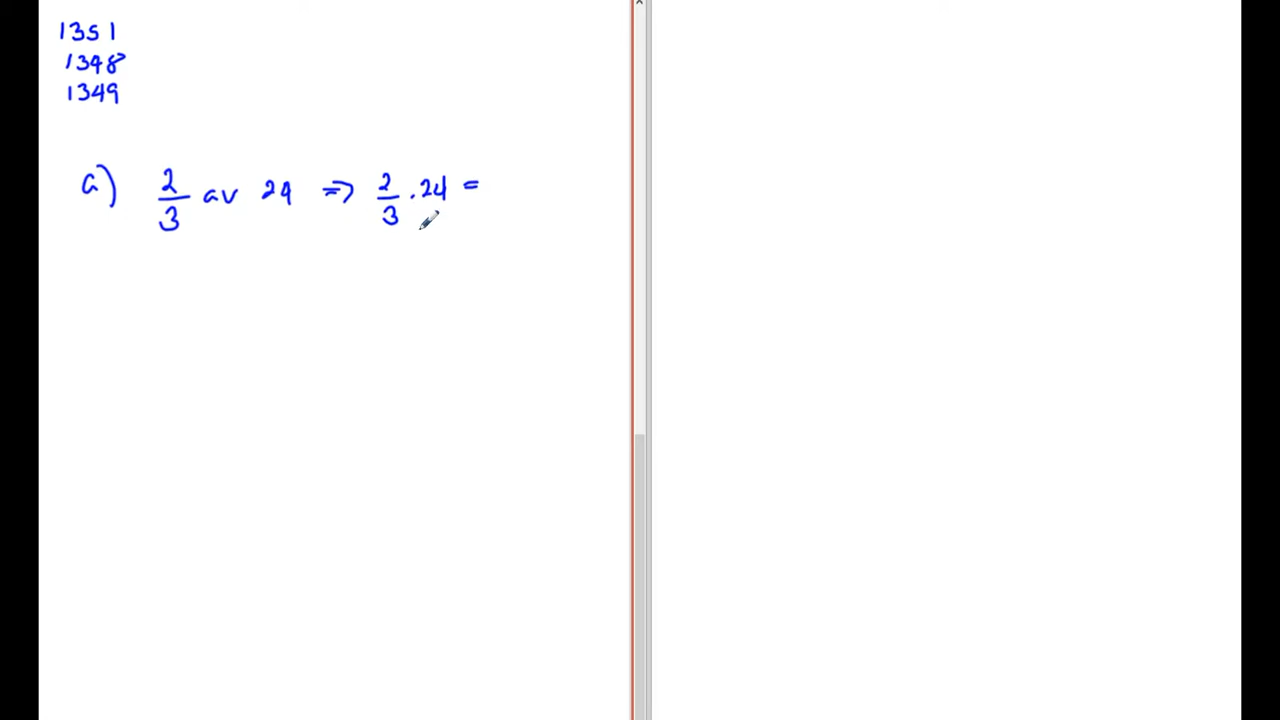 1351
1348
1349
a) 2/3 av 24 => 2/3 · 24 =